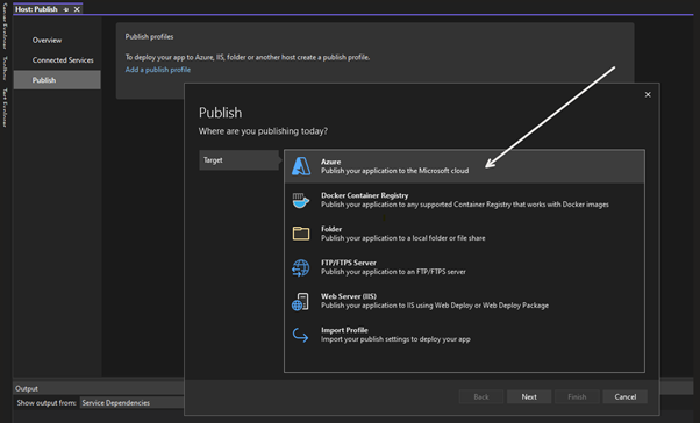 Host: Publish
Server Explorer
Toolbox
Test Explorer
Overview
Connected Services
Publish
Publish profiles
To deploy your app to Azure, IIS, folder or another host create a publish profile.
Add a publish profile
Publish
Where are you publishing today?
Target
Azure
Publish your application to the Microsoft cloud
Docker Container Registry
Publish your application to any supported Container Registry that works with Docker images
Folder
Publish your application to a local folder or file share
FTP/FTPS Server
Publish your application to an FTP/FTPS server
Web Server (IIS)
Publish your application to IIS using Web Deploy or Web Deploy Package
Import Profile
Import your publish settings to deploy your app
Back
Next
Finish
Cancel
Output
Show output from: Service Dependencies